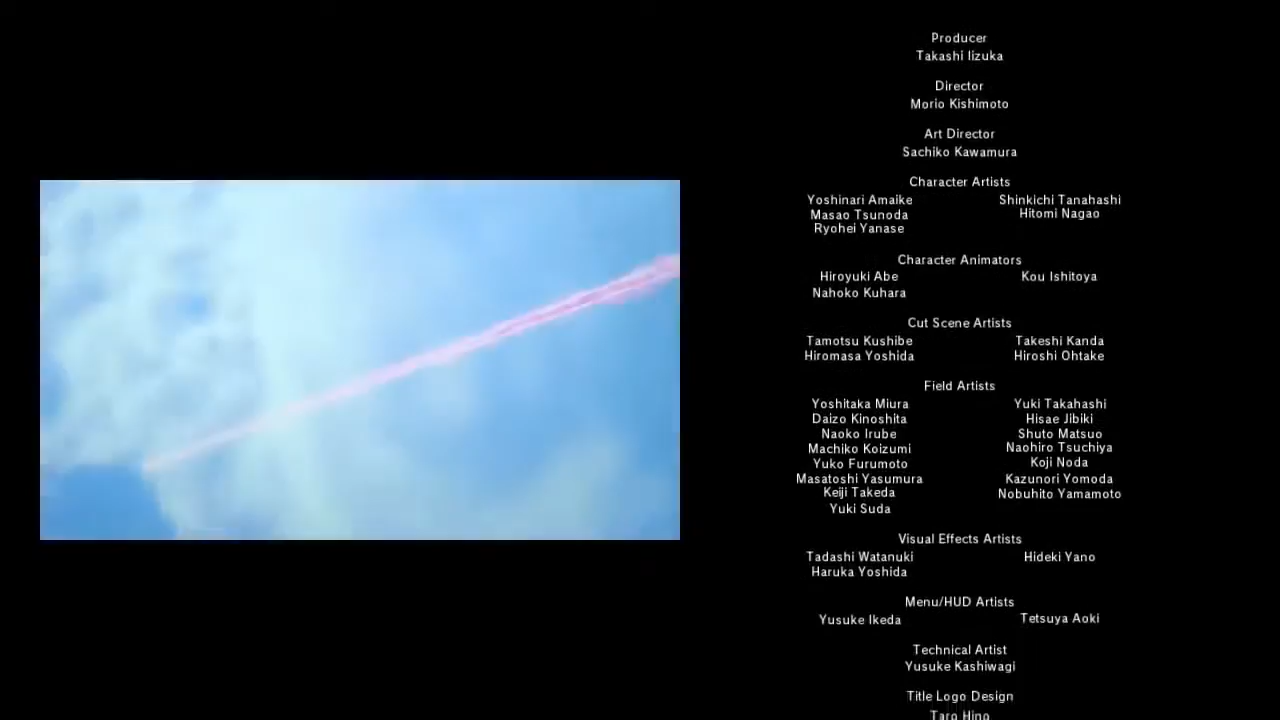 Producer
Takashi Iizuka
Director
Morio Kishimoto
Art Director
Sachiko Kawamura
Character Artists
Yoshinari Amaike Shinkichi Tanahashi
Masao Tsunoda Hitomi Nagao
Ryohei Yanase
Character Animators
Hiroyuki Abe Kou Ishitoya
Nahoko Kuhara
Cut Scene Artists
Tamotsu Kushibe Takeshi Kanda
Hiromasa Yoshida Hiroshi Ohtake
Field Artists
Yoshitaka Miura Yuki Takahashi
Daizo Kinoshita Hisae Jibiki
Naoko Irube Shuto Matsuo
Machiko Koizumi Naohiro Tsuchiya
Yuko Furumoto Koji Noda
Masatoshi Yasumura Kazunori Yomoda
Keiji Takeda Nobuhito Yamamoto
Yuki Suda
Visual Effects Artists
Tadashi Watanuki Hideki Yano
Haruka Yoshida
Menu/HUD Artists
Yusuke Ikeda Tetsuya Aoki
Technical Artist
Yusuke Kashiwagi
Title Logo Design
Taro Hino